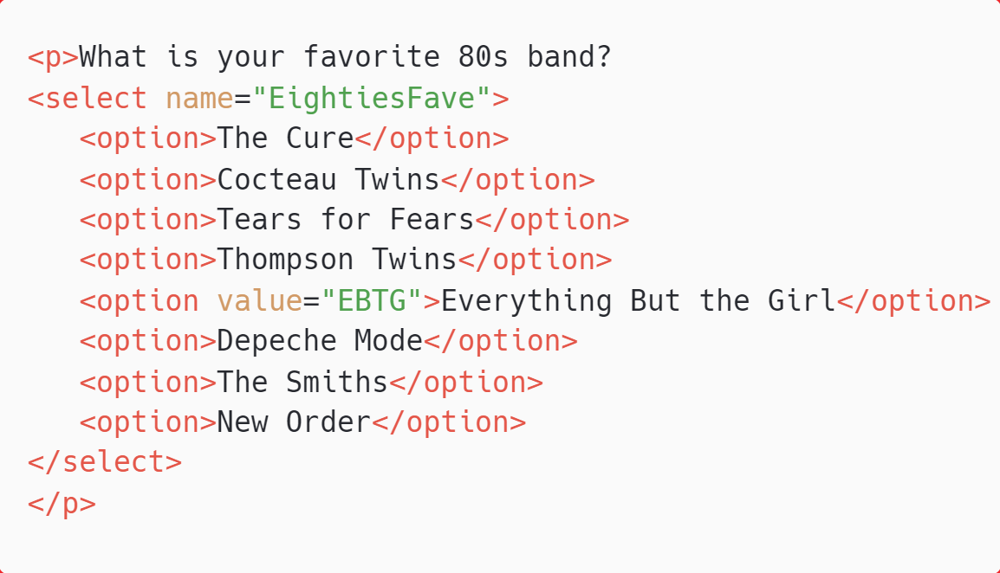 <p>What is your favorite 80s band?
<select name="EightiesFave">
   <option>The Cure</option>
   <option>Cocteau Twins</option>
   <option>Tears for Fears</option>
   <option>Thompson Twins</option>
   <option value="EBTG">Everything But the Girl</option>
   <option>Depeche Mode</option>
   <option>The Smiths</option>
   <option>New Order</option>
</select>
</p>